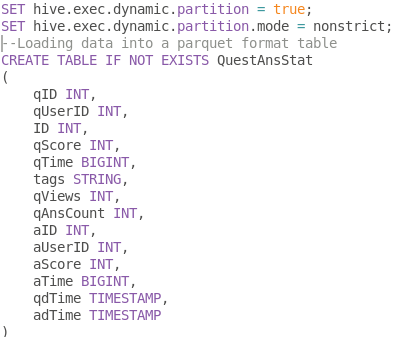 SET hive.exec.dynamic.partition = true;
SET hive.exec.dynamic.partition.mode = nonstrict;
--Loading data into a parquet format table
CREATE TABLE IF NOT EXISTS QuestAnsStat
(
    qID INT,
    qUserID INT,
    ID INT,
    qScore INT,
    qTime BIGINT,
    tags STRING,
    qViews INT,
    qAnsCount INT,
    aID INT,
    aUserID INT,
    aScore INT,
    aTime BIGINT,
    qdTime TIMESTAMP,
    adTime TIMESTAMP
)